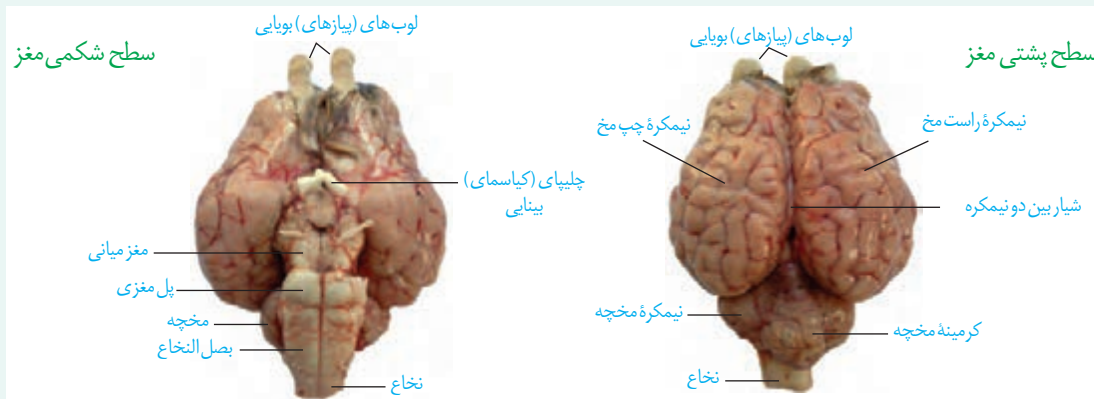 سطح پشتی مغز
لوب‌های (پیازهای) بویایی
نیمکرهٔ چپ مخ
نیمکرهٔ راست مخ
شیار بین دو نیمکره
نیمکرهٔ مخچه
کرمینهٔ مخچه
نخاع
سطح شکمی مغز
لوب‌های (پیازهای) بویایی
چلیپای (کیاسمای)
بینایی
مغز میانی
پل مغزی
مخچه
بصل النخاع
نخاع